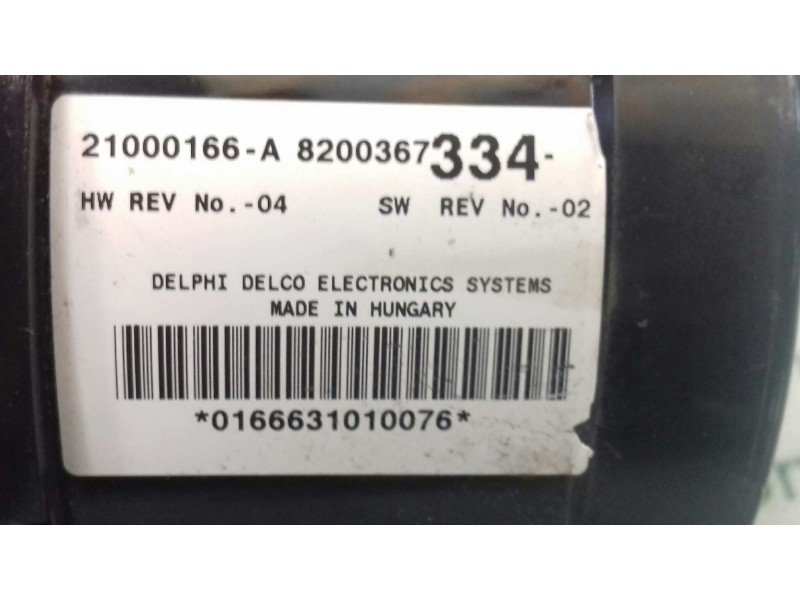 21000166-A 8200367334-
HW REV No.-04 SW REV No.-02
DELPHI DELCO ELECTRONICS SYSTEMS
MADE IN HUNGARY
*0166631010076*